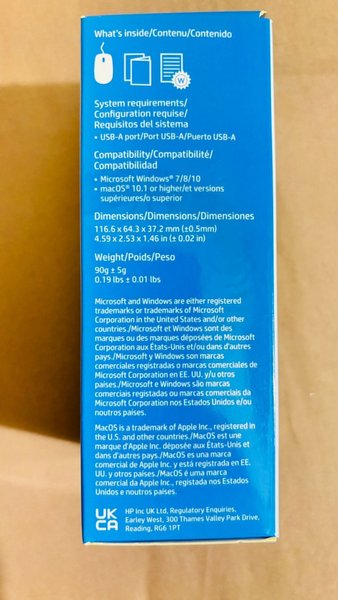 What's inside/Contenu/Contenido
W
System requirements/
Configuration requise/
Requisitos del sistema
• USB-A port/Port USB-A/Puerto USB-A
Compatibility/Compatibilité/
Compatibilidad
• Microsoft Windows® 7/8/10
• macOS® 10.1 or higher/et versions
supérieures/o superior
Dimensions/Dimensions/Dimensiones
116.6 x 64.3 x 37.2 mm (±0.5mm)
4.59 x 2.53 x 1.46 in (± 0.02 in)
Weight/Poids/Peso
90g ± 5g
0.19 lbs ± 0.01 lbs
Microsoft and Windows are either registered
trademarks or trademarks of Microsoft
Corporation in the United States and/or other
countries./Microsoft et Windows sont des
marques ou des marques déposées de Microsoft
Corporation aux États-Unis et/ou dans d'autres
pays./Microsoft y Windows son marcas
comerciales registradas o marcas comerciales de
Microsoft Corporation en EE. UU. y/u otros
países./Microsoft e Windows são marcas
comerciais registadas ou marcas comerciais da
Microsoft Corporation nos Estados Unidos e/ou
noutros países.
MacOS is a trademark of Apple Inc., registered in
the U.S. and other countries./MacOS est une
marque d'Apple Inc. déposée aux États-Unis et
dans d'autres pays./MacOS es una marca
comercial de Apple Inc. y está registrada en EE.
UU. y otros países./MacOS é uma marca
comercial da Apple Inc., registada nos Estados
Unidos e noutros países.
UK
CA
HP Inc UK Ltd, Regulatory Enquiries,
Earley West, 300 Thames Valley Park Drive,
Reading, RG6 1PT